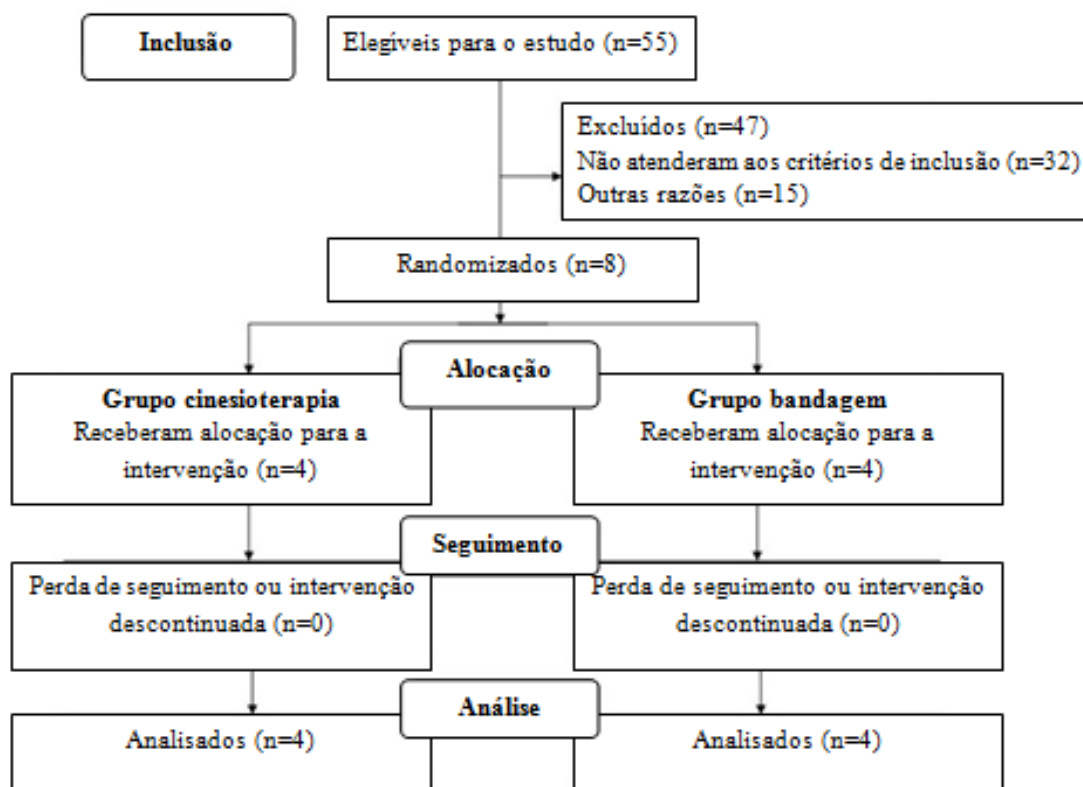 Inclusão
Elegíveis para o estudo (n=55)
Excluídos (n=47)
Não atenderam aos critérios de inclusão (n=32)
Outras razões (n=15)
Randomizados (n=8)
Alocação
Grupo cinesioterapia
Receberam alocação para a
intervenção (n=4)
Grupo bandagem
Receberam alocação para a
intervenção (n=4)
Seguimento
Perda de seguimento ou intervenção
descontinuada (n=0)
Perda de seguimento ou intervenção
descontinuada (n=0)
Análise
Analisados (n=4)
Analisados (n=4)